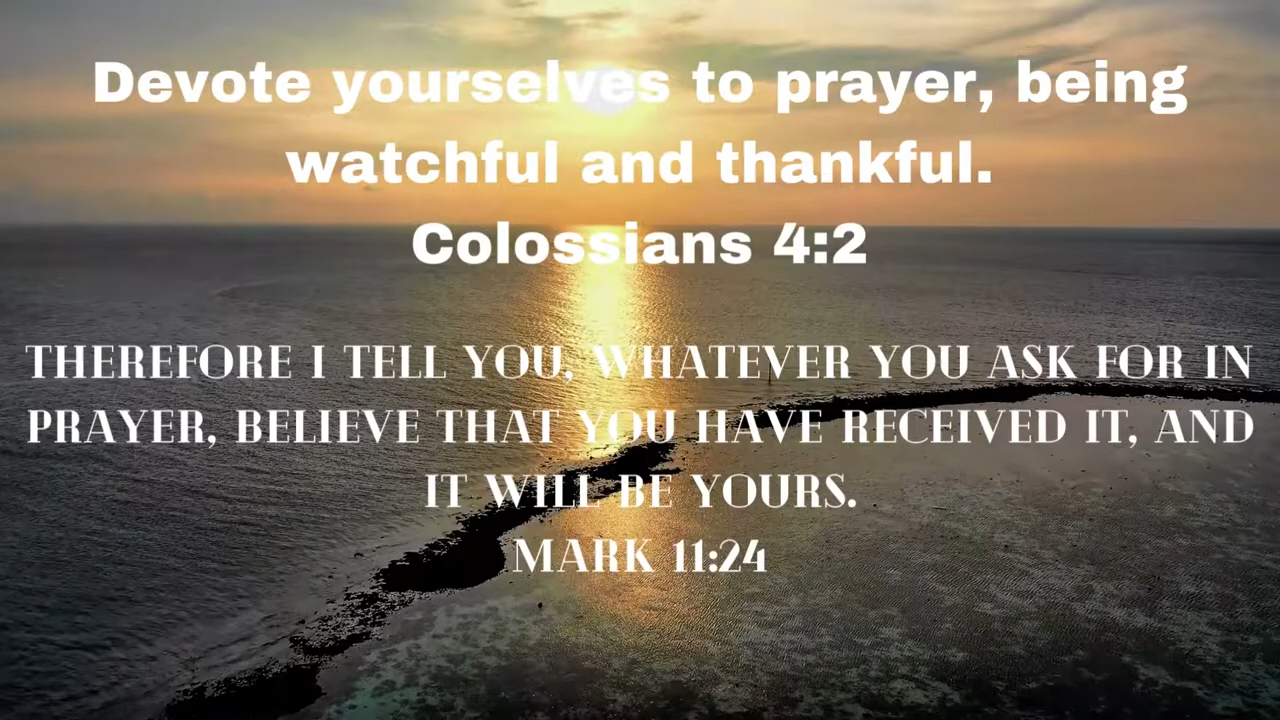 Devote yourselves to prayer, being
watchful and thankful.
Colossians 4:2
THEREFORE I TELL YOU, WHATEVER YOU ASK FOR IN
PRAYER, BELIEVE THAT YOU HAVE RECEIVED IT, AND
IT WILL BE YOURS.
MARK 11:24